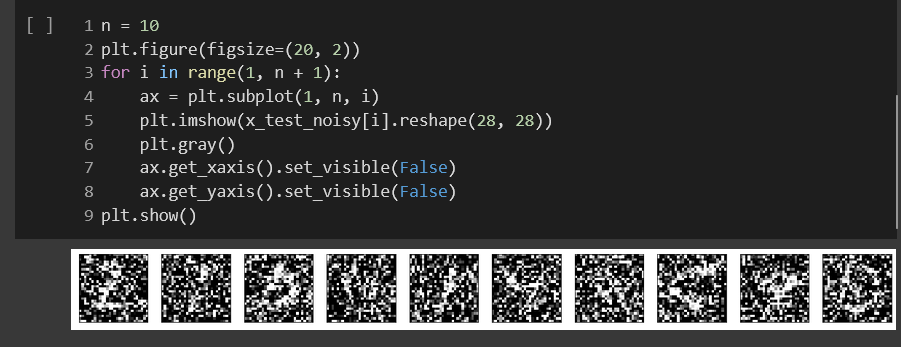 [ ]
1 n = 10
2 plt.figure(figsize=(20, 2))
3 for i in range(1, n + 1):
4     ax = plt.subplot(1, n, i)
5     plt.imshow(x_test_noisy[i].reshape(28, 28))
6     plt.gray()
7     ax.get_xaxis().set_visible(False)
8     ax.get_yaxis().set_visible(False)
9 plt.show()